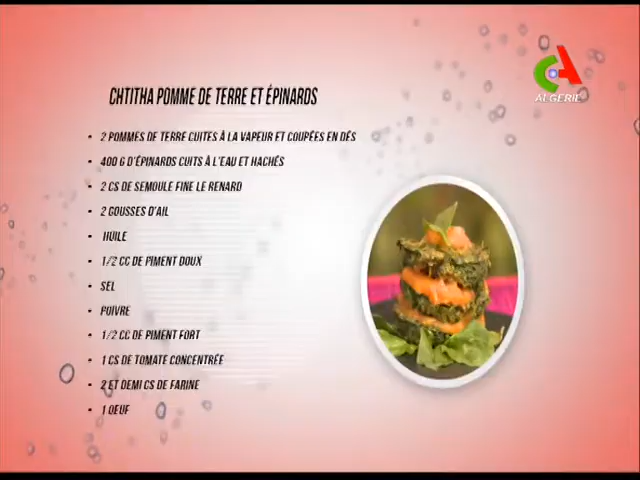 CHTITHA POMME DE TERRE ET ÉPINARDS
• 2 POMMES DE TERRE CUITES À LA VAPEUR ET COUPÉES EN DÉS
• 400 G D'ÉPINARDS CUITS À L'EAU ET HACHÉS
• 2 CS DE SEMOULE FINE LE RENARD
• 2 GOUSSES D'AIL
• HUILE
• 1/2 CC DE PIMENT DOUX
• SEL
• POIVRE
• 1/2 CC DE PIMENT FORT
• 1 CS DE TOMATE CONCENTRÉE
• 2 ET DEMI CS DE FARINE
• 1 OEUF
CA
ALGERIE